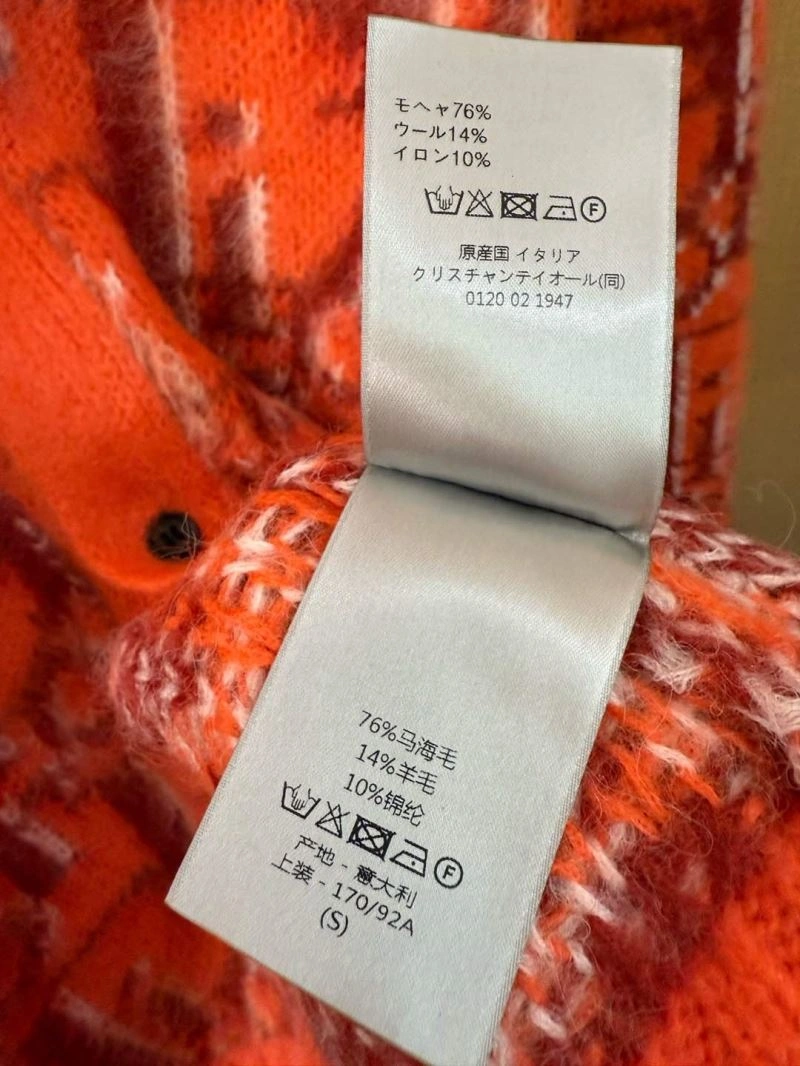 モヘヤ76%
ウール14%
イロン10%
F
原産国 イタリア
クリスチャンテイオール(同)
0120 02 1947
76%马海毛
14%羊毛
10%锦纶
F
产地 - 意大利
上装 - 170/92A
(S)